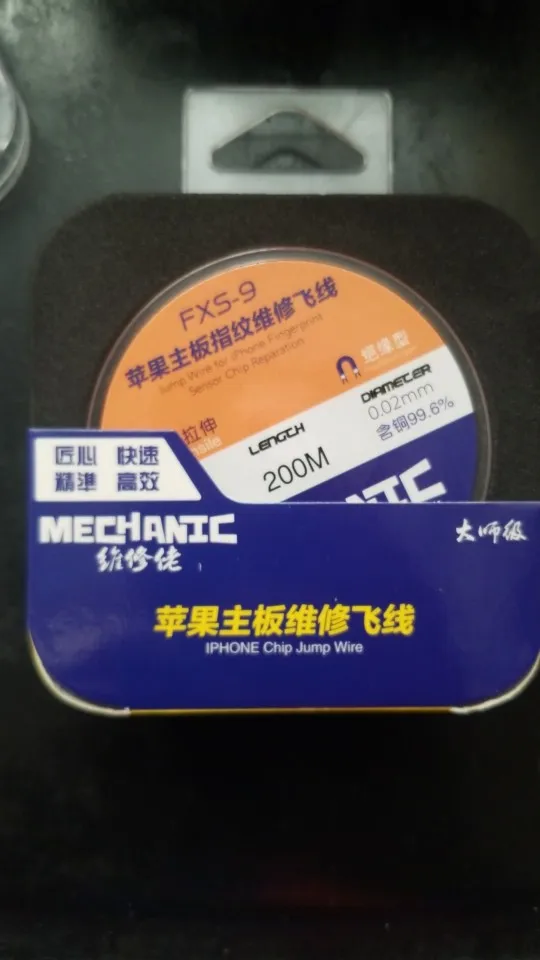 FXS-9
苹果主板指纹维修飞线
Jump Wire for iPhone Fingerprint
Sensor Chip Reparation
绝缘型
拉伸
LENGTH
200M
DIAMETER
0.02mm
含铜99.6%
匠心 快速
精準 高效
MECHANIC
维修佬
大师级
苹果主板维修飞线
IPHONE Chip Jump Wire